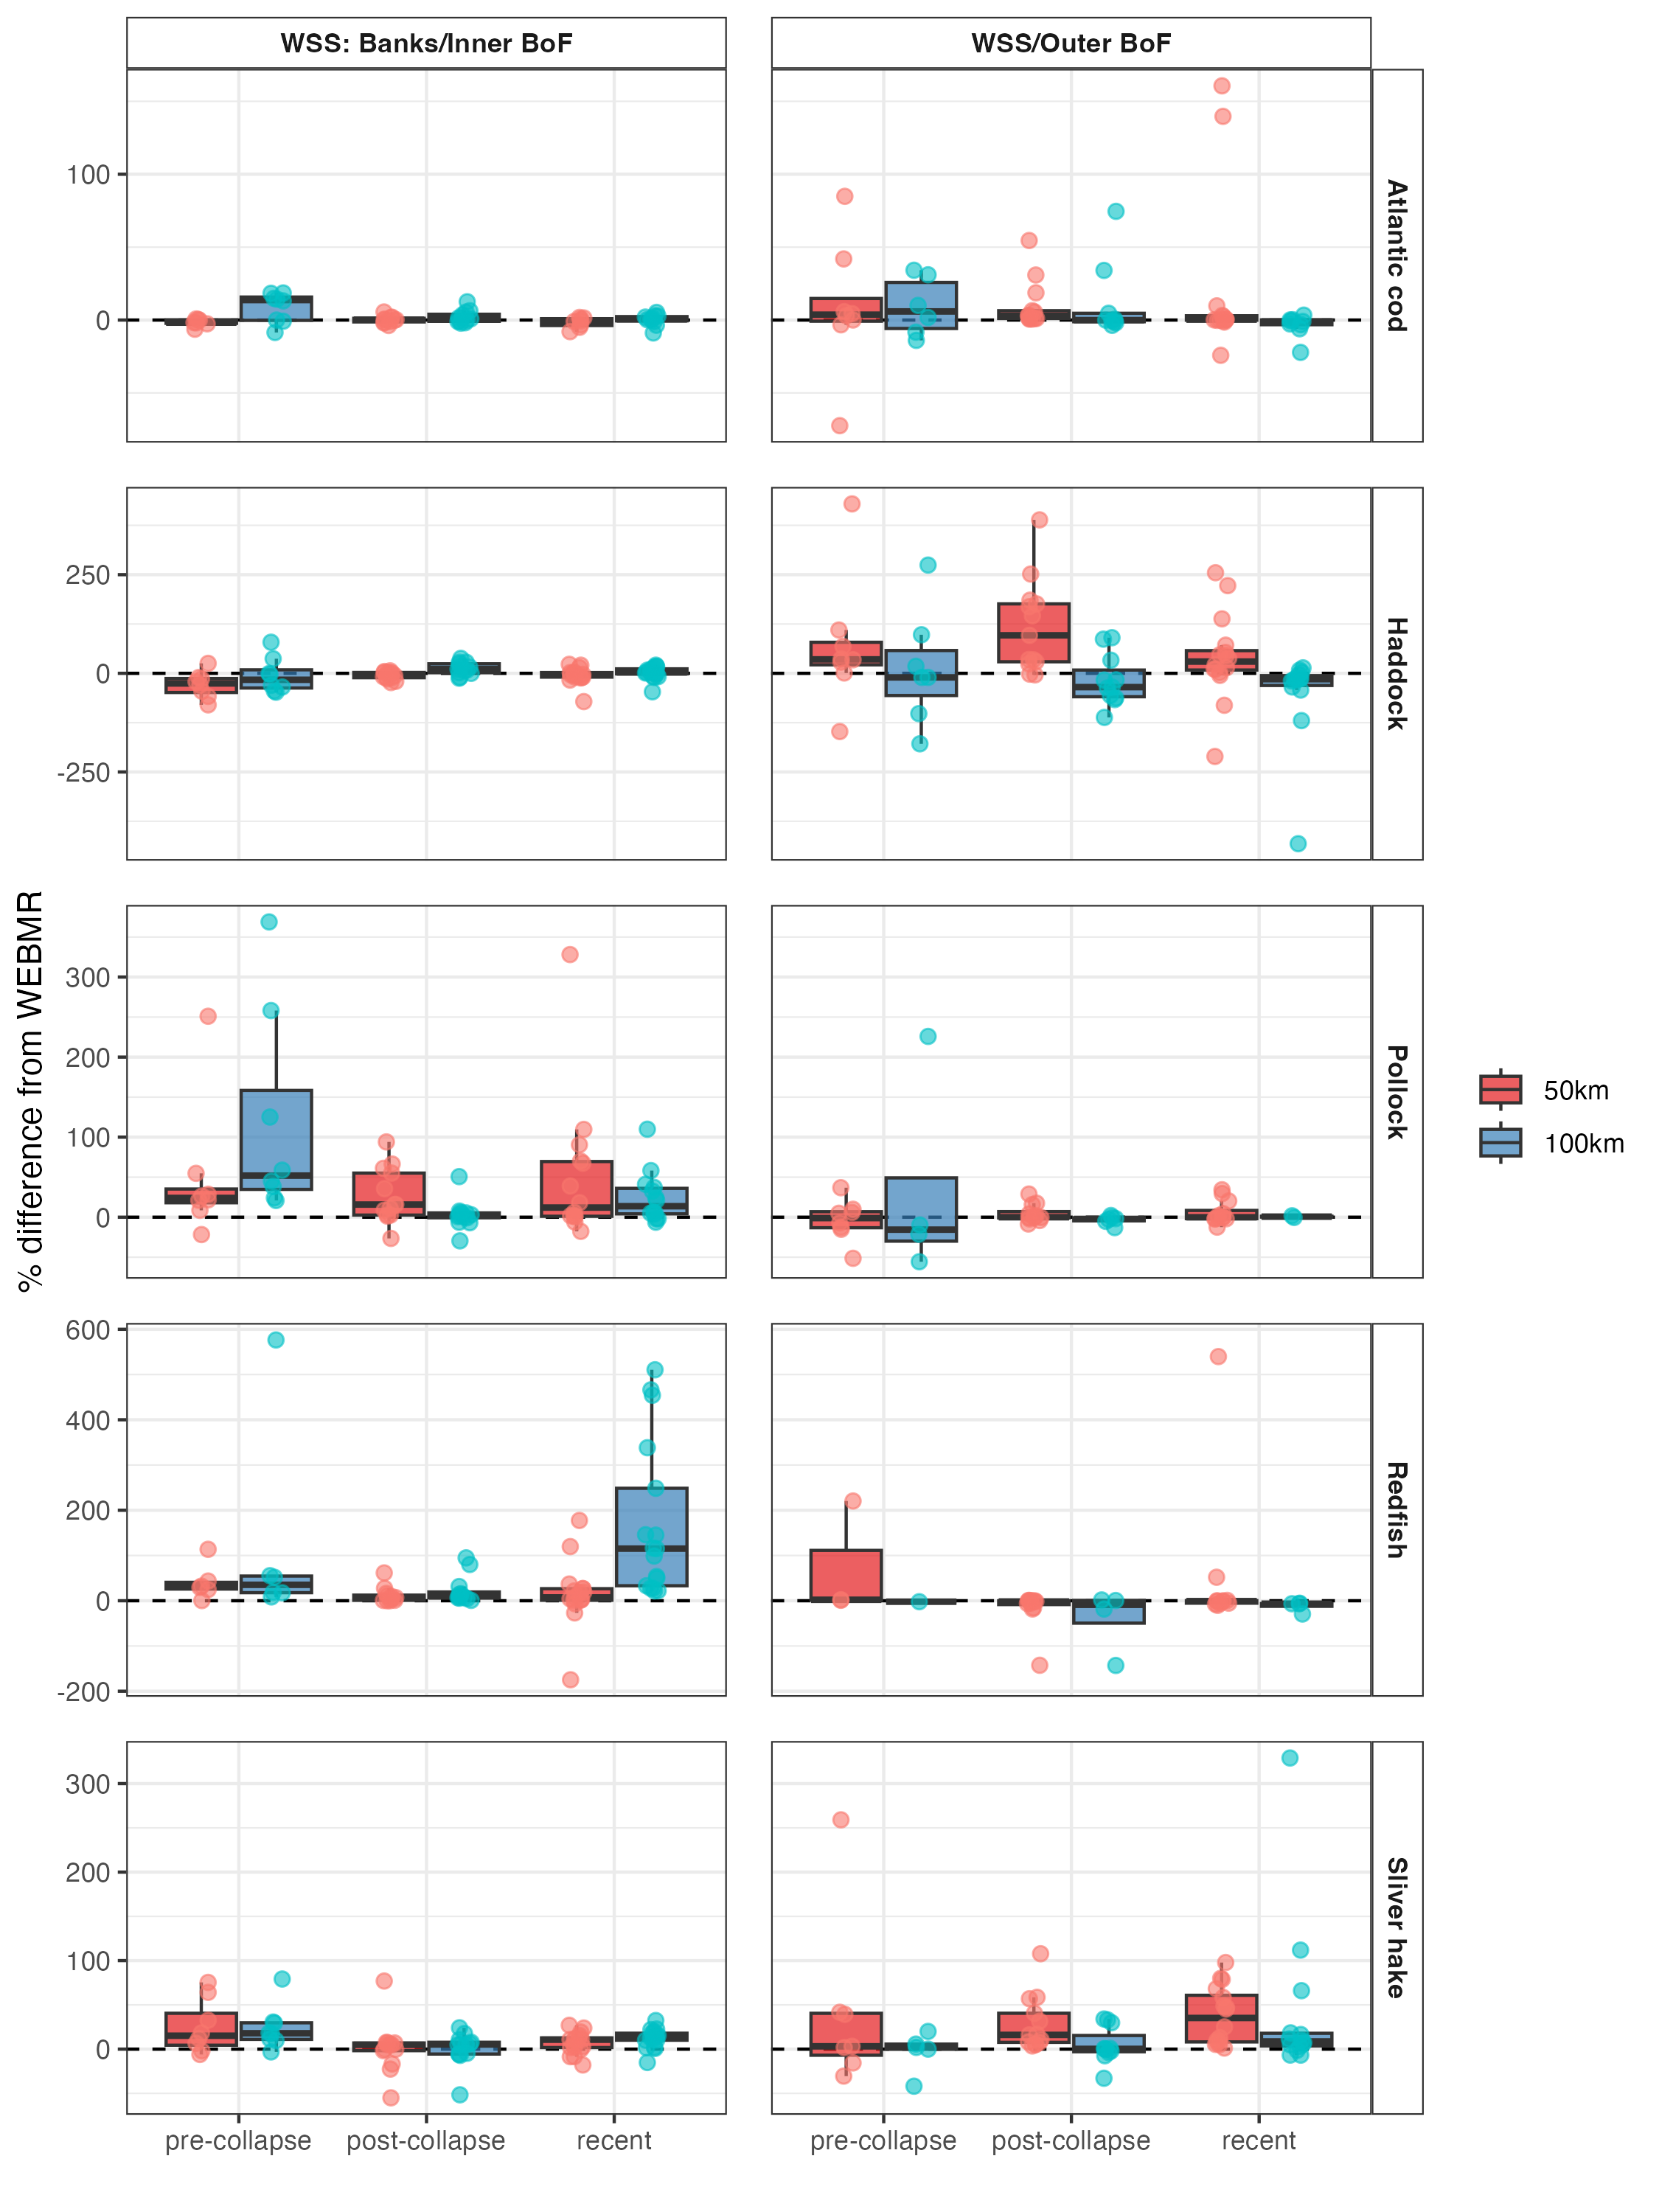 WSS: Banks/Inner BoF
WSS/Outer BoF
100
0
Atlantic cod
250
0
-250
Haddock
% difference from WEBMR
300
200
100
0
Pollock
50km
100km
600
400
200
0
-200
Redfish
300
200
100
0
Sliver hake
pre-collapse
post-collapse
recent
pre-collapse
post-collapse
recent